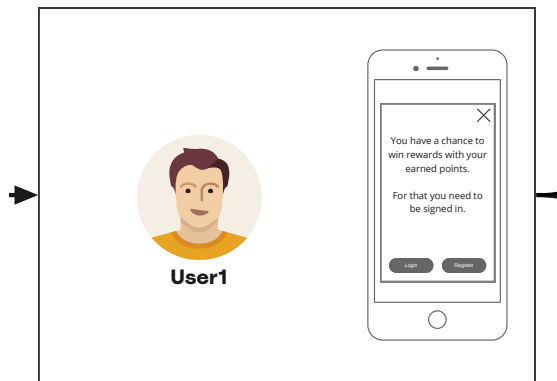 You have a chance to
win rewards with your
earned points.
For that you need to
be signed in.
Login Register
User1